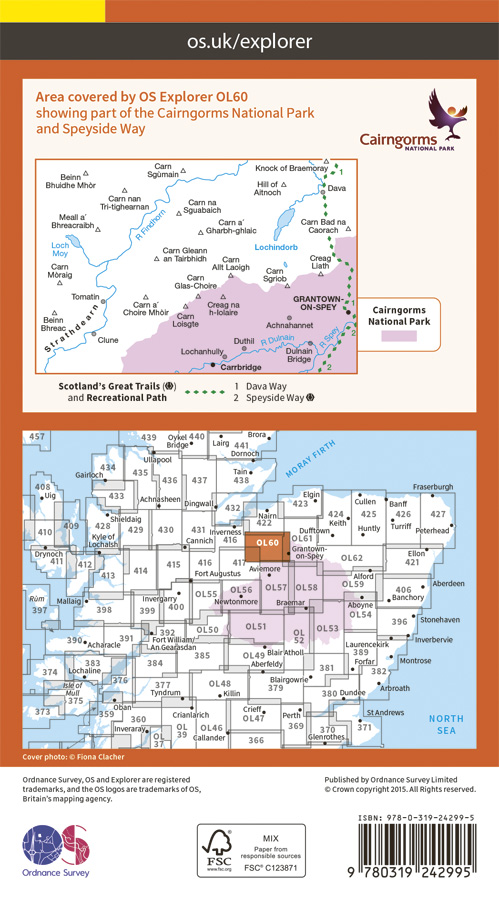 os.uk/explorer
Area covered by OS Explorer OL60
showing part of the Cairngorms National Park
and Speyside Way
Cairngorms
NATIONAL PARK
Beinn
Bhuidhe Mhòr
Carn
Sgùmain
Knock of Braemoray
1
Carn nan
Tri-tighearnan
Hill of
Aitnoch
Dava
Carn na
Sguabaich
Meall a'
Bhreacraibh
R Findhorn
Carn a'
Gharbh-ghlaic
Carn Bad na
Caorach
Loch
Moy
Lochindorb
Carn Gleann
an Tairbhidh
Carn
Allt Laoigh
Creag
Liath
Carn
Mòraig
Carn
Glas-Choire
Carn
Sgriob
Tomatin
Carn a'
Choire Mhòir
Creag na
h-Iolaire
GRANTOWN-
ON-SPEY
1
Carn
Loisgte
Achnahannet
2
Beinn
Bhreac
Strathdearn
Clune
Duthil
R Dulnain
R Spey
Lochanhully
Dulnain
Bridge
Carrbridge
2
Cairngorms
National Park
Scotland's Great Trails
and Recreational Path
1 Dava Way
2 Speyside Way
457
439
Oykel
Bridge
440
Lairg
441
Brora
Dornoch
Ullapool
434
435
436
437
Tain
438
MORAY FIRTH
Gairloch
433
408
Uig
Achnasheen
Dingwall
432
Nairn
422
Elgin
423
424
Keith
Cullen
425
Huntly
Banff
426
Turriff
Fraserburgh
427
Peterhead
410
409
428
Shieldaig
429
430
431
Cannich
Inverness
416
OL60
OL61
Dufftown
Grantown-
on-Spey
Drynoch
411
Kyle of
Lochalsh
412
413
414
415
416
417
Fort Augustus
Aviemore
OL62
Ellon
421
Alford
OL59
Aberdeen
Rùm
397
Mallaig
398
Invergarry
399
400
OL55
OL56
Newtonmore
OL57
OL58
Braemar
Aboyne
OL54
406
Banchory
396
Stonehaven
390
Acharacle
391
392
Fort William/
An Gearasdan
OL50
OL51
OL
52
OL53
Inverbervie
383
Lochaline
384
385
OL49
Blair Atholl
Aberfeldy
Laurencekirk
389
Forfar
381
382
Montrose
374
Isle of
Mull
375
376
377
Tyndrum
OL48
Killin
Blairgowrie
379
380
Dundee
Arbroath
373
359
Oban
360
Inveraray
OL
37
Crianlarich
OL
39
OL46
Callander
Crieff
OL47
366
Perth
369
370
Glenrothes
371
St Andrews
NORTH
SEA
Cover photo: © Fiona Clacher
Ordnance Survey, OS and Explorer are registered
trademarks, and the OS logos are trademarks of OS,
Britain's mapping agency.
Published by Ordnance Survey Limited
© Crown copyright 2015. All Rights reserved.
OS
Ordnance Survey
FSC
www.fsc.org
MIX
Paper from
responsible sources
FSC® C123871
ISBN: 978-0-319-24299-5
9 780319 242995